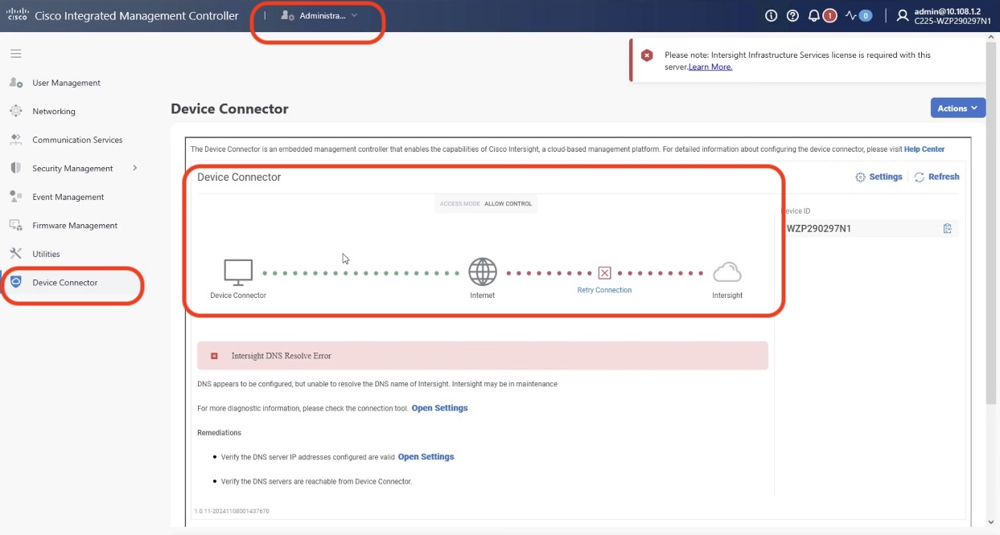 cisco Cisco Integrated Management Controller | Administra... 1 0 admin@10.108.1.2
C225-WZP290297N1
Please note: Intersight Infrastructure Services license is required with this
server.Learn More.
User Management
Networking
Communication Services
Security Management
Event Management
Firmware Management
Utilities
Device Connector
Device Connector
Actions
The Device Connector is an embedded management controller that enables the capabilities of Cisco Intersight, a cloud-based management platform. For detailed information about configuring the device connector, please visit Help Center
Device Connector
Settings | Refresh
ACCESS MODE ALLOW CONTROL
Device Connector
Internet
Retry Connection
Intersight
evice ID
WZP290297N1
Intersight DNS Resolve Error
DNS appears to be configured, but unable to resolve the DNS name of Intersight. Intersight may be in maintenance
For more diagnostic information, please check the connection tool. Open Settings
Remediations
• Verify the DNS server IP addresses configured are valid Open Settings
• Verify the DNS servers are reachable from Device Connector.
1.0.11-20241108001437670